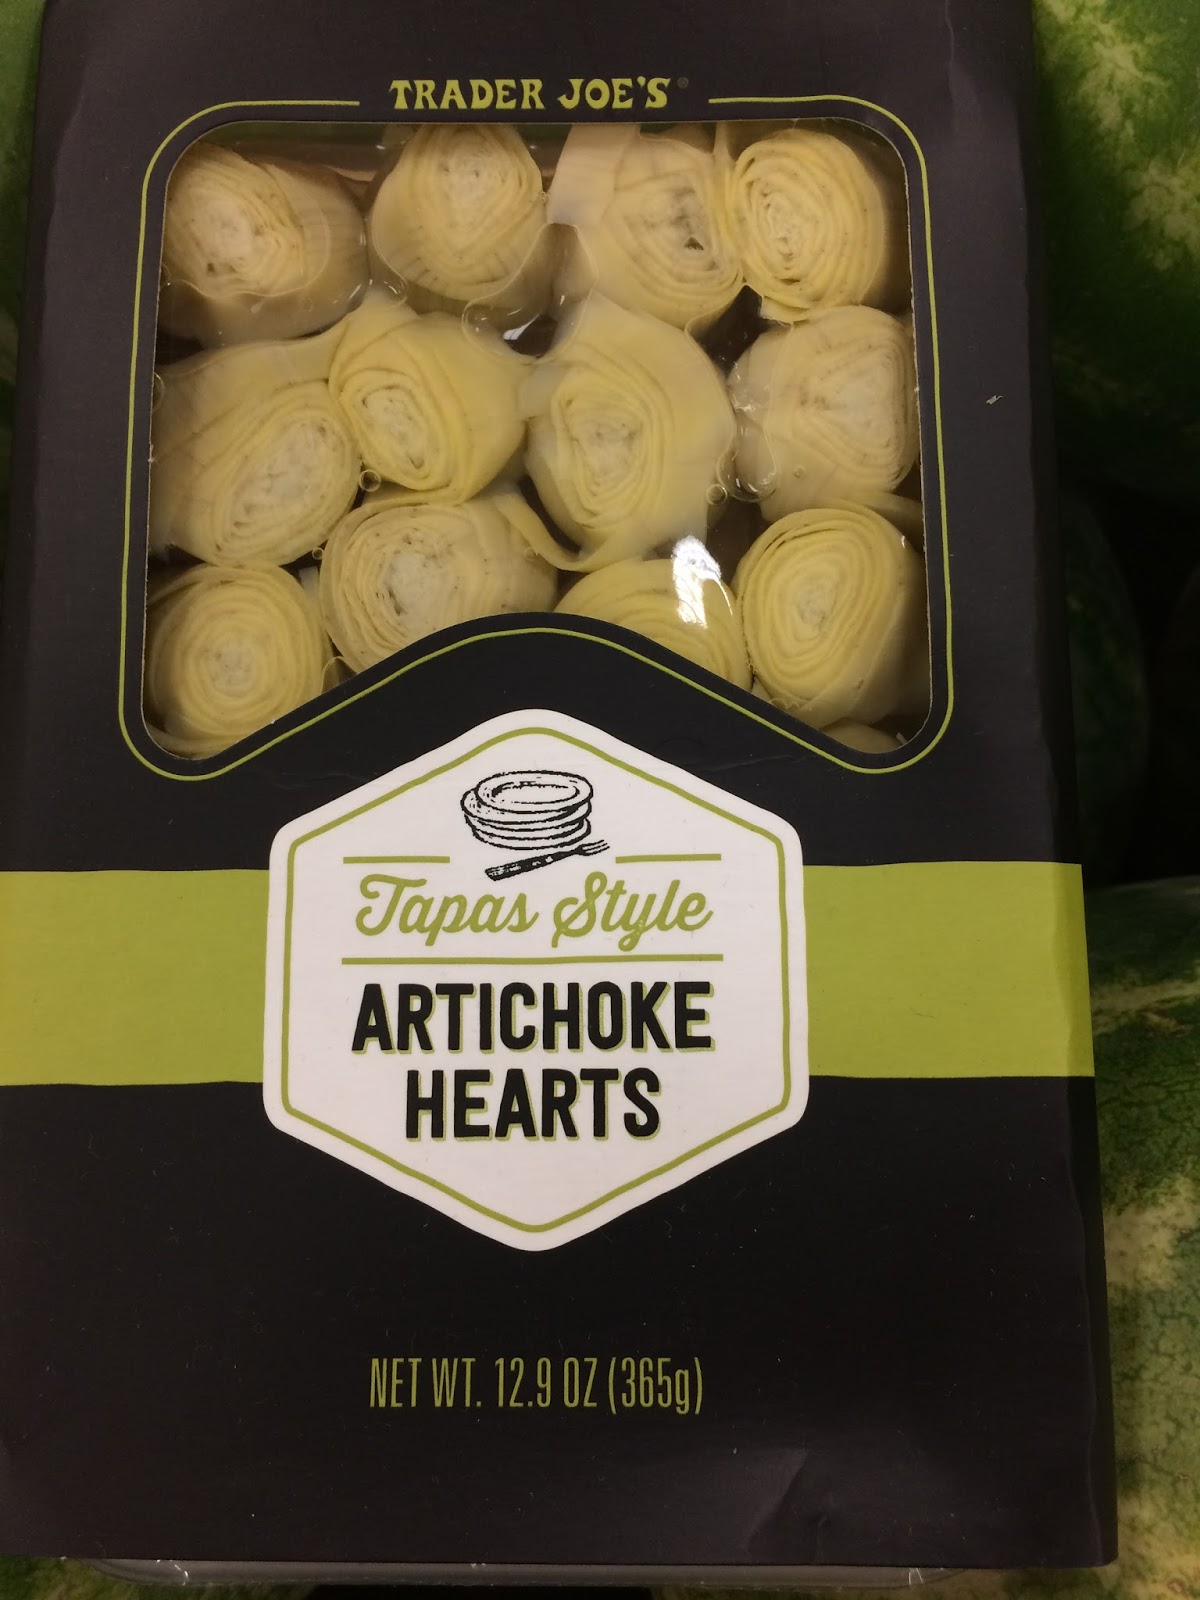 TRADER JOE'S®
Tapas Style
ARTICHOKE
HEARTS
NET WT. 12.9 OZ (365g)